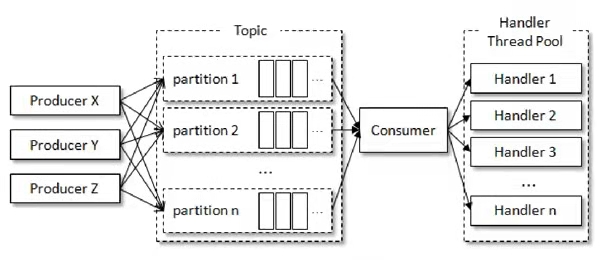 Topic
Handler
Thread Pool
Producer X
Producer Y
Producer Z
partition 1
...
partition 2
...
...
partition n
...
Consumer
Handler 1
Handler 2
Handler 3
...
Handler n